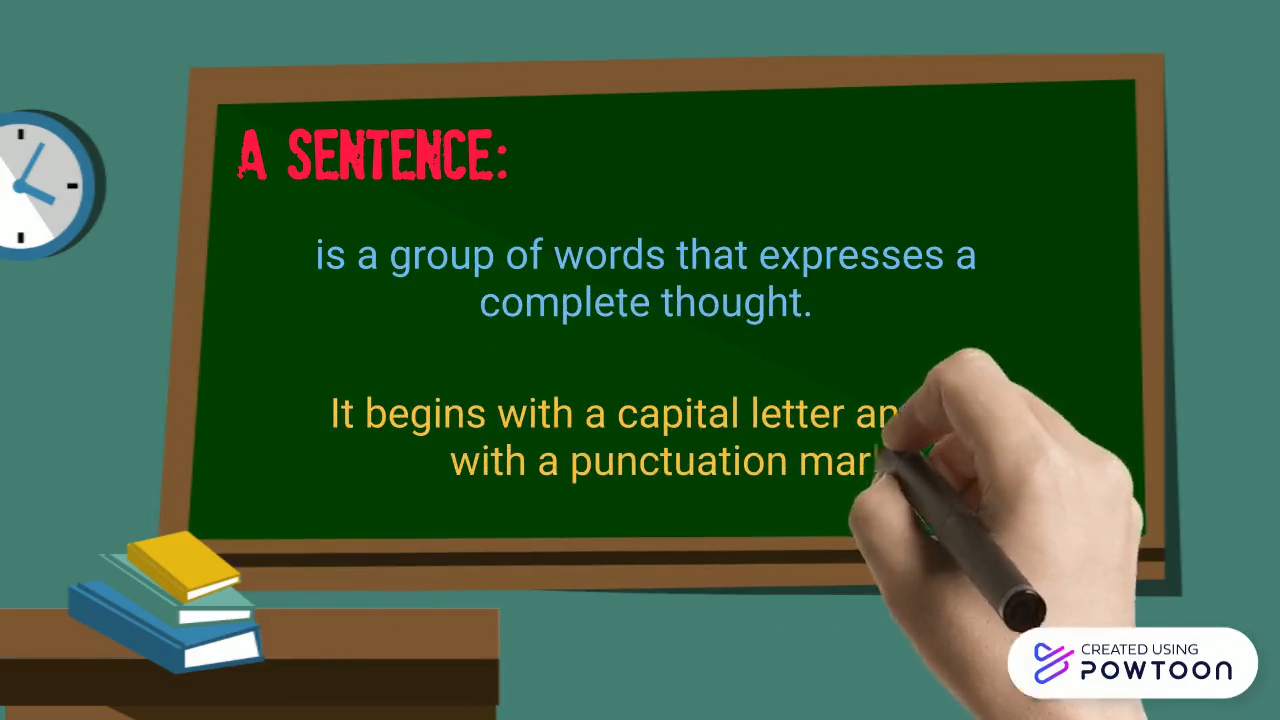 A SENTENCE:
is a group of words that expresses a
complete thought.
It begins with a capital letter
with a punctuation
CREATED USING
POWTOON